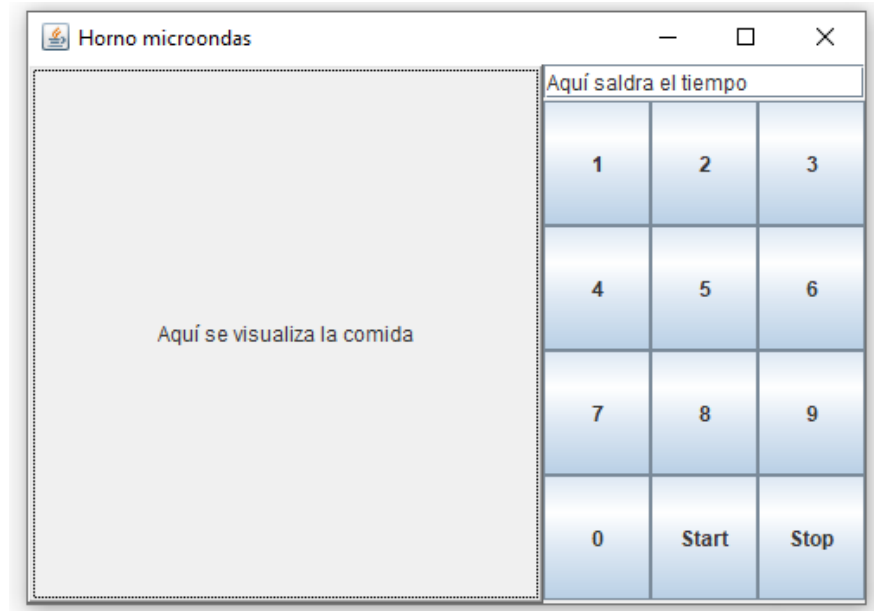 Horno microondas
Aquí saldra el tiempo
1 2 3
4 5 6
Aquí se visualiza la comida
7 8 9
0 Start Stop